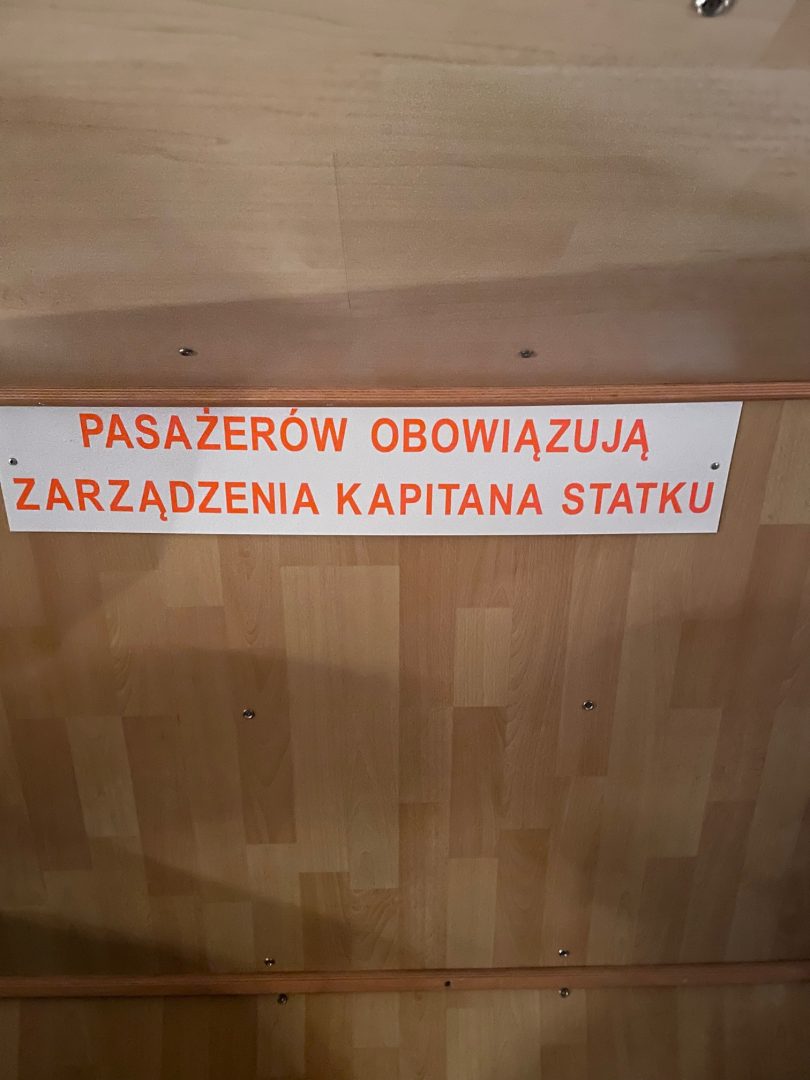 PASAŻERÓW OBOWIĄZUJĄ
ZARZĄDZENIA KAPITANA STATKU